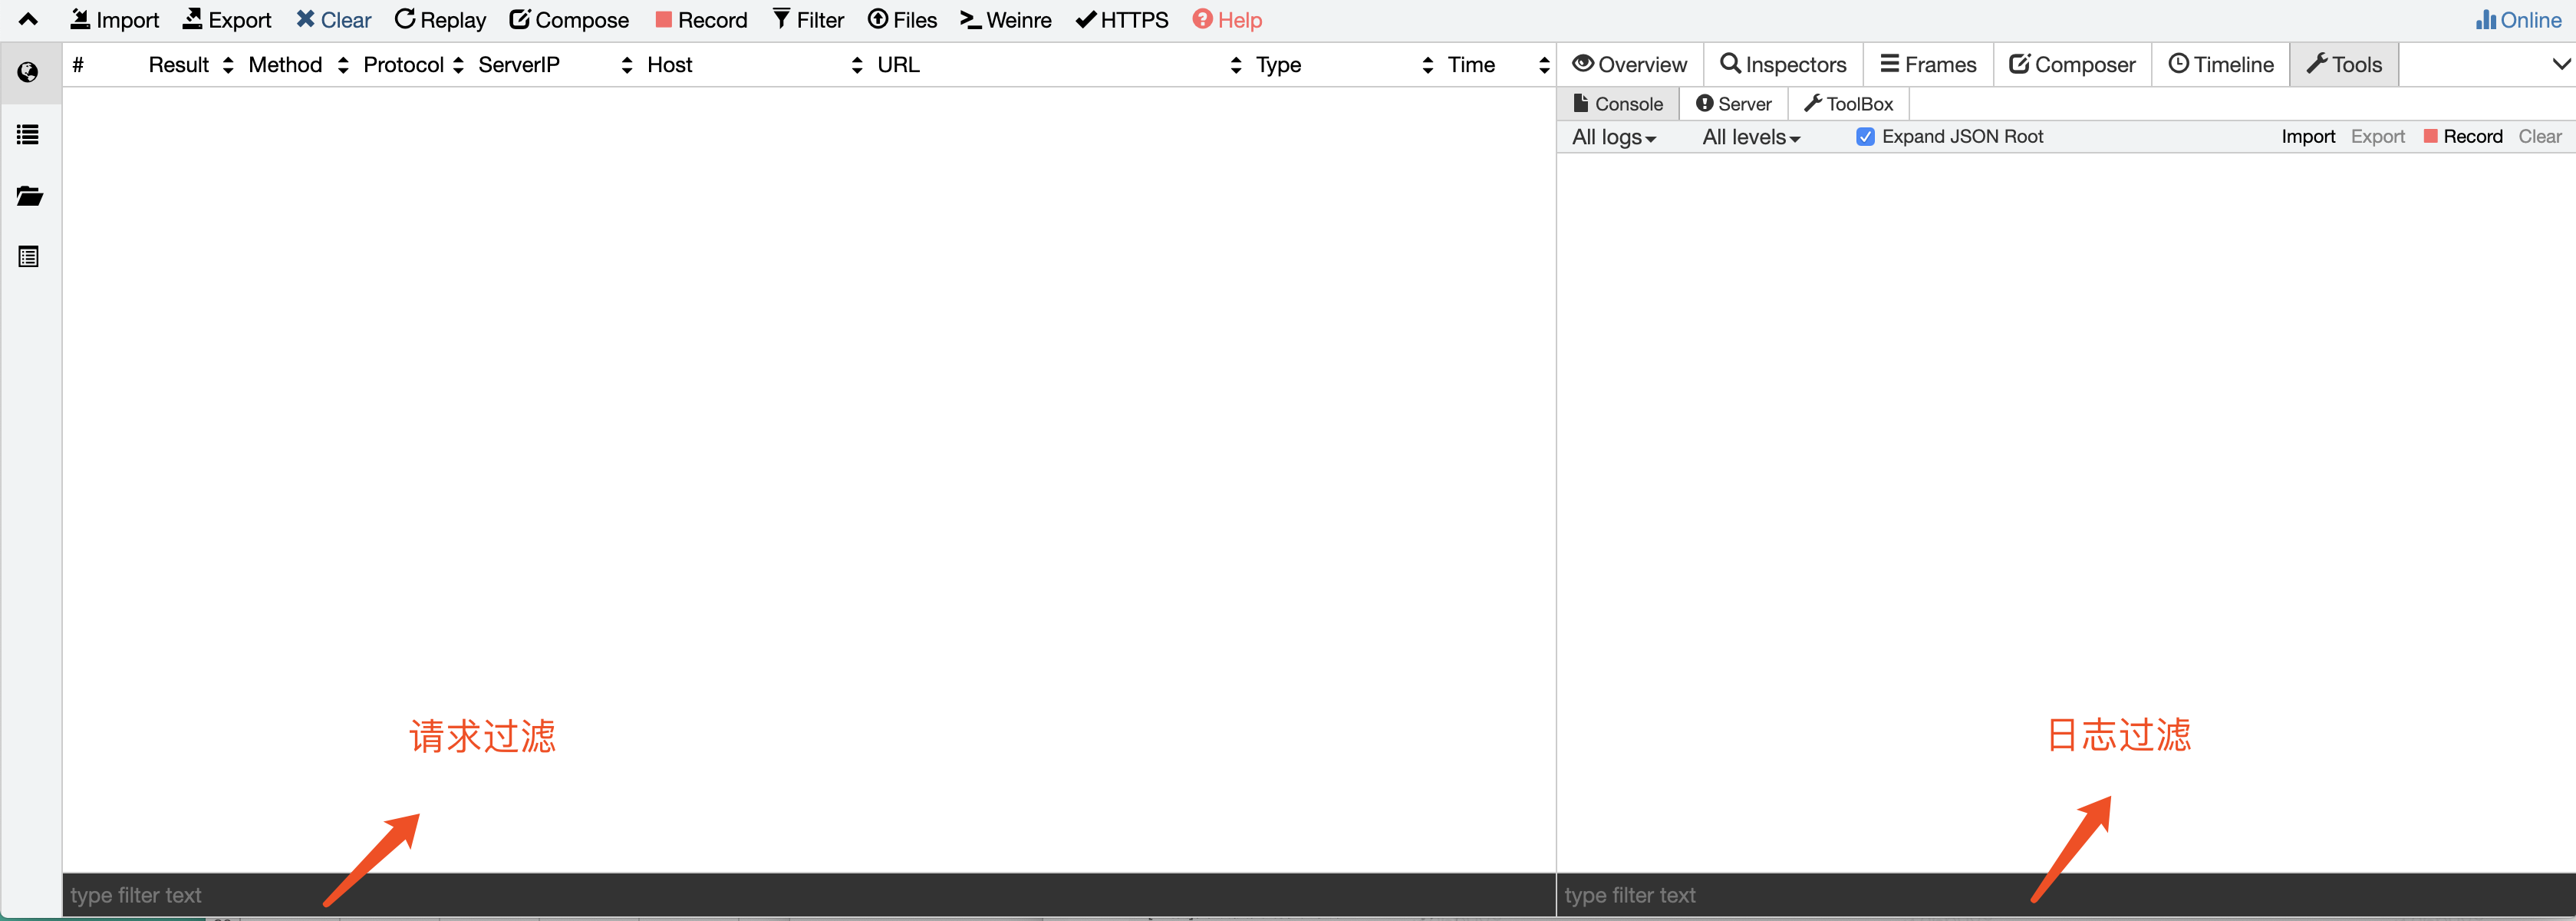 Import Export Clear Replay Compose Record Filter Files Weinre HTTPS Help Online
# Result Method Protocol ServerIP Host URL Type Time
Overview Inspectors Frames Composer Timeline Tools
Console Server ToolBox
All logs All levels Expand JSON Root Import Export Record Clear
请求过滤
日志过滤
type filter text
type filter text